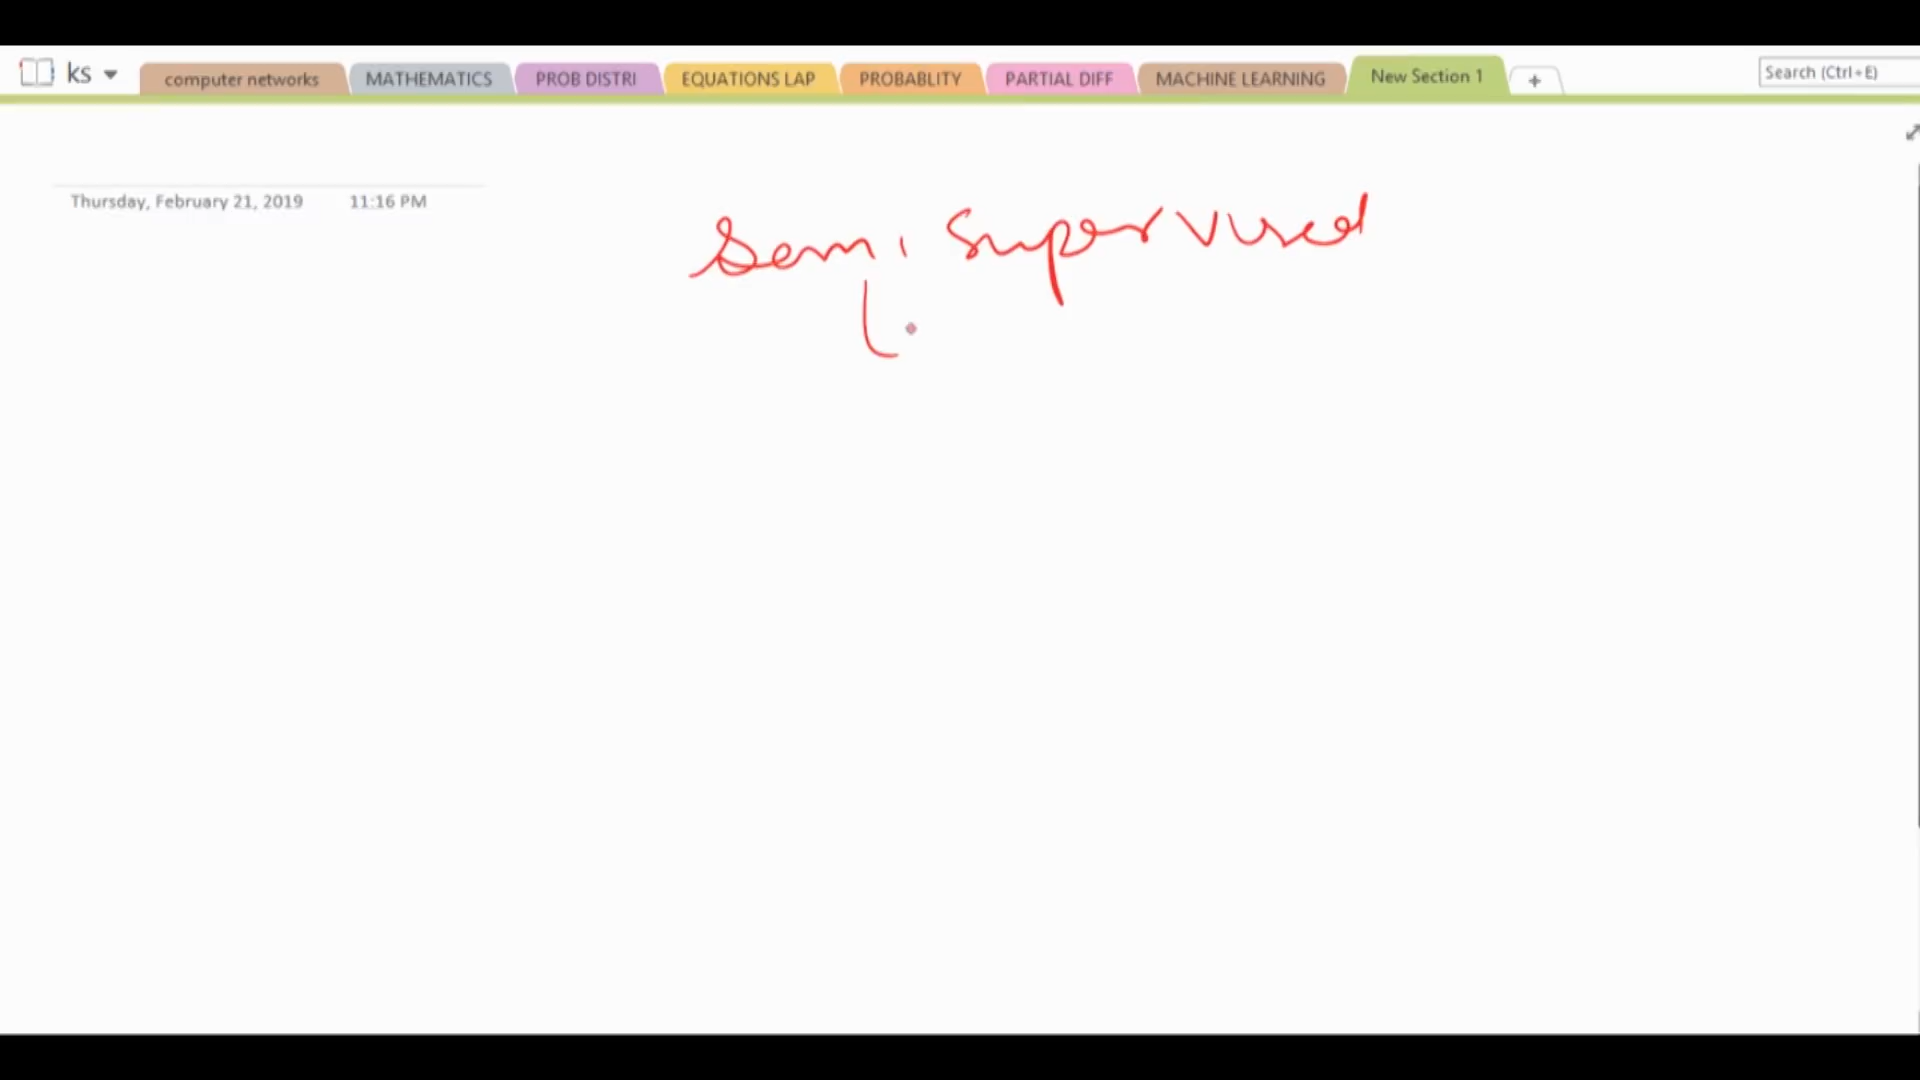 ks computer networks MATHEMATICS PROB DISTRI EQUATIONS LAP PROBABLITY PARTIAL DIFF MACHINE LEARNING New Section 1 + Search (Ctrl+E)
Thursday, February 21, 2019 11:16 PM
Semi Supervised
L